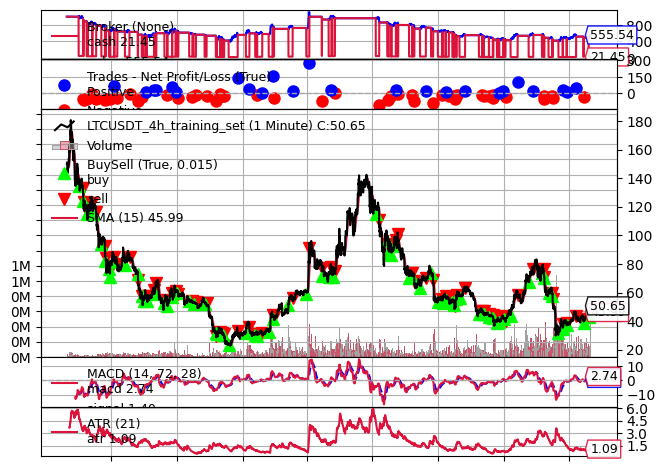 Broker (None)
cash 21.45
800
555.54
21.45
Trades - Net Profit/Loss (True)
Positive
150
0
LTCUSDT_4h_training_set (1 Minute) C:50.65
Volume
BuySell (True, 0.015)
buy
sell
SMA (15) 45.99
180
160
140
120
100
80
60
50.65
40
20
1M
1M
0M
0M
0M
0M
0M
MACD (14, 72, 28)
macd 2.74
10
2.74
0
−10
ATR (21)
atr 1.09
6.0
4.5
3.0
1.5
1.09